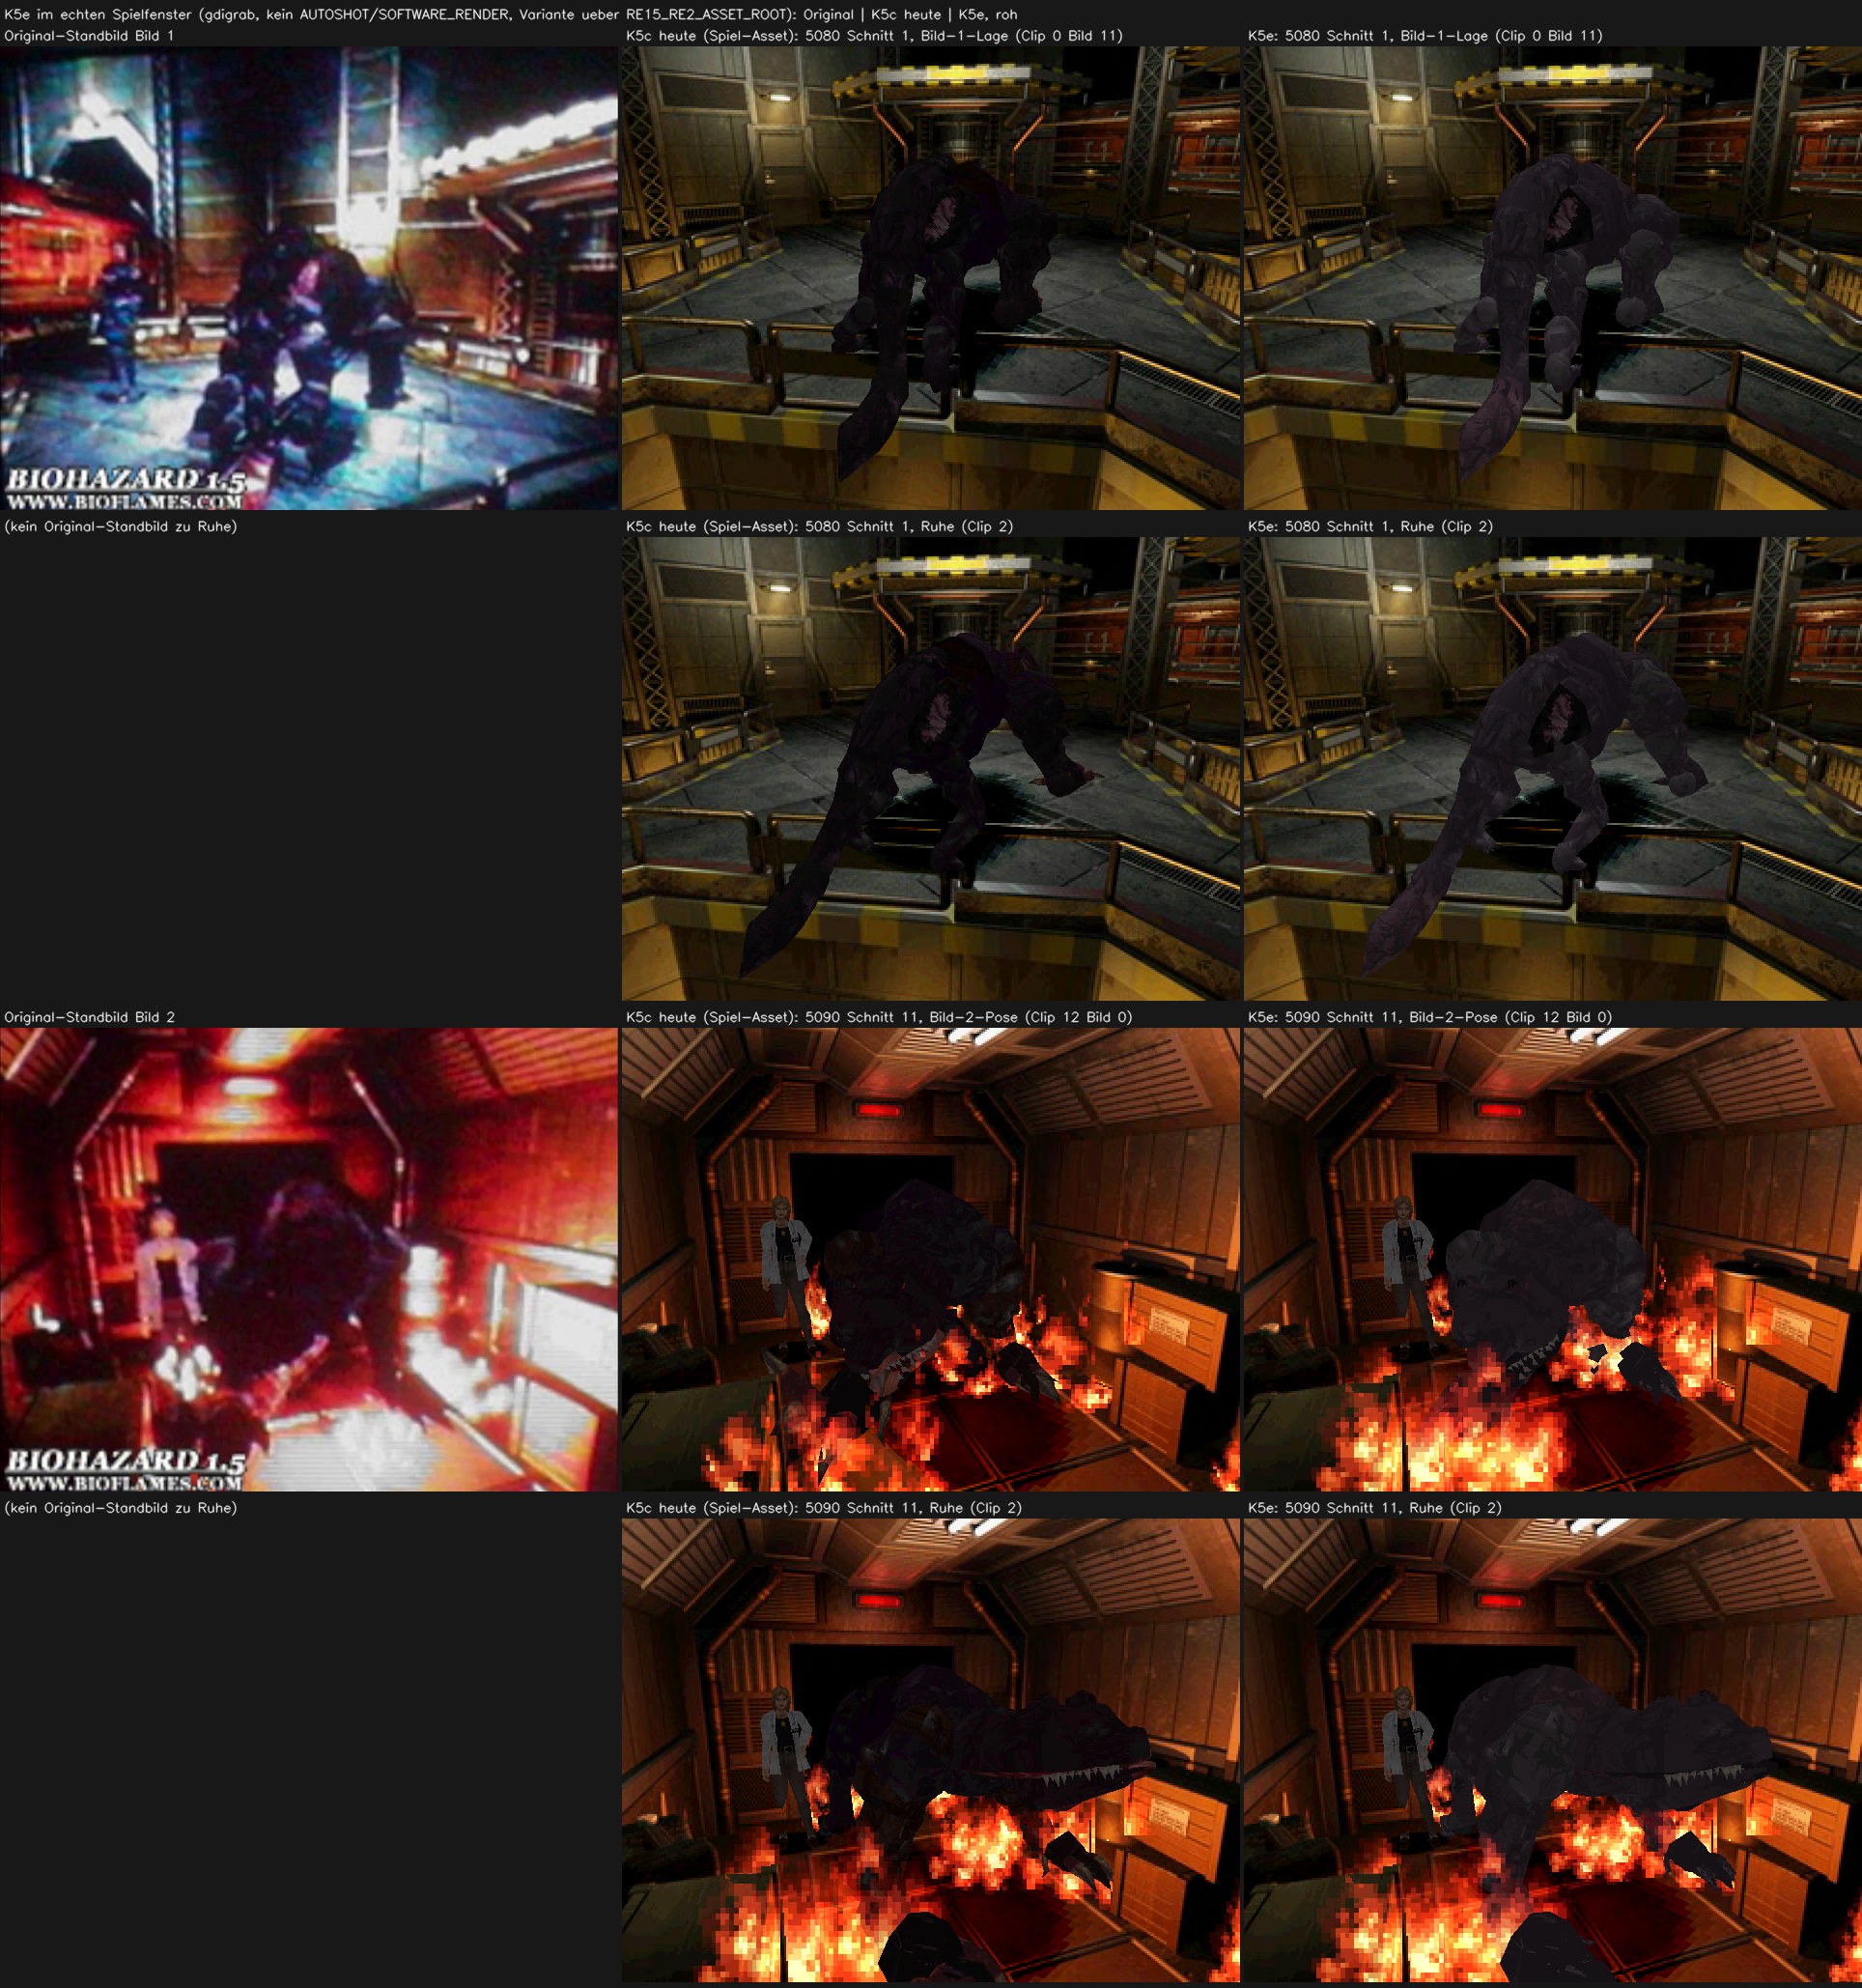 K5e im echten Spielfenster (gdigrab, kein AUTOSHOT/SOFTWARE_RENDER, Variante ueber RE15_RE2_ASSET_ROOT): Original | K5c heute | K5e, roh
Original-Standbild Bild 1
K5c heute (Spiel-Asset): 5080 Schnitt 1, Bild-1-Lage (Clip 0 Bild 11)
K5e: 5080 Schnitt 1, Bild-1-Lage (Clip 0 Bild 11)
BIOHAZARD 1.5
WWW.BIOFLAMES.COM
(kein Original-Standbild zu Ruhe)
K5c heute (Spiel-Asset): 5080 Schnitt 1, Ruhe (Clip 2)
K5e: 5080 Schnitt 1, Ruhe (Clip 2)
Original-Standbild Bild 2
K5c heute (Spiel-Asset): 5090 Schnitt 11, Bild-2-Pose (Clip 12 Bild 0)
K5e: 5090 Schnitt 11, Bild-2-Pose (Clip 12 Bild 0)
BIOHAZARD 1.5
WWW.BIOFLAMES.COM
(kein Original-Standbild zu Ruhe)
K5c heute (Spiel-Asset): 5090 Schnitt 11, Ruhe (Clip 2)
K5e: 5090 Schnitt 11, Ruhe (Clip 2)